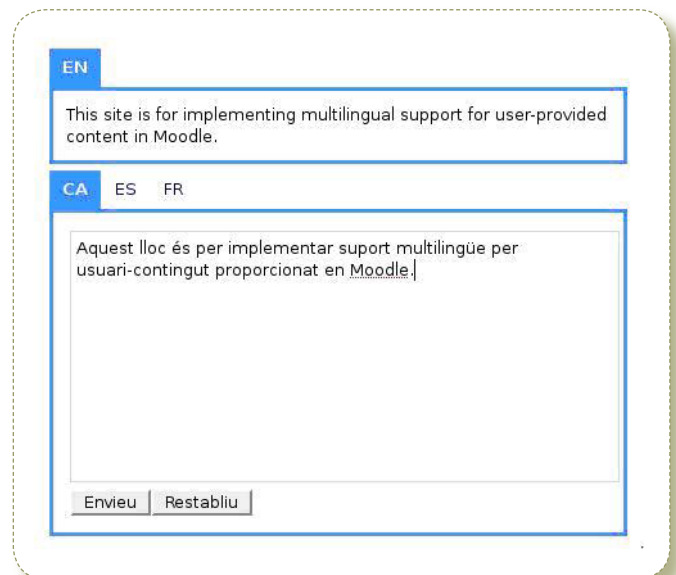 EN
This site is for implementing multilingual support for user-provided
content in Moodle.
CA ES FR
Aquest lloc és per implementar suport multilingüe per
usuari-contingut proporcionat en Moodle.
Envieu Restabliu